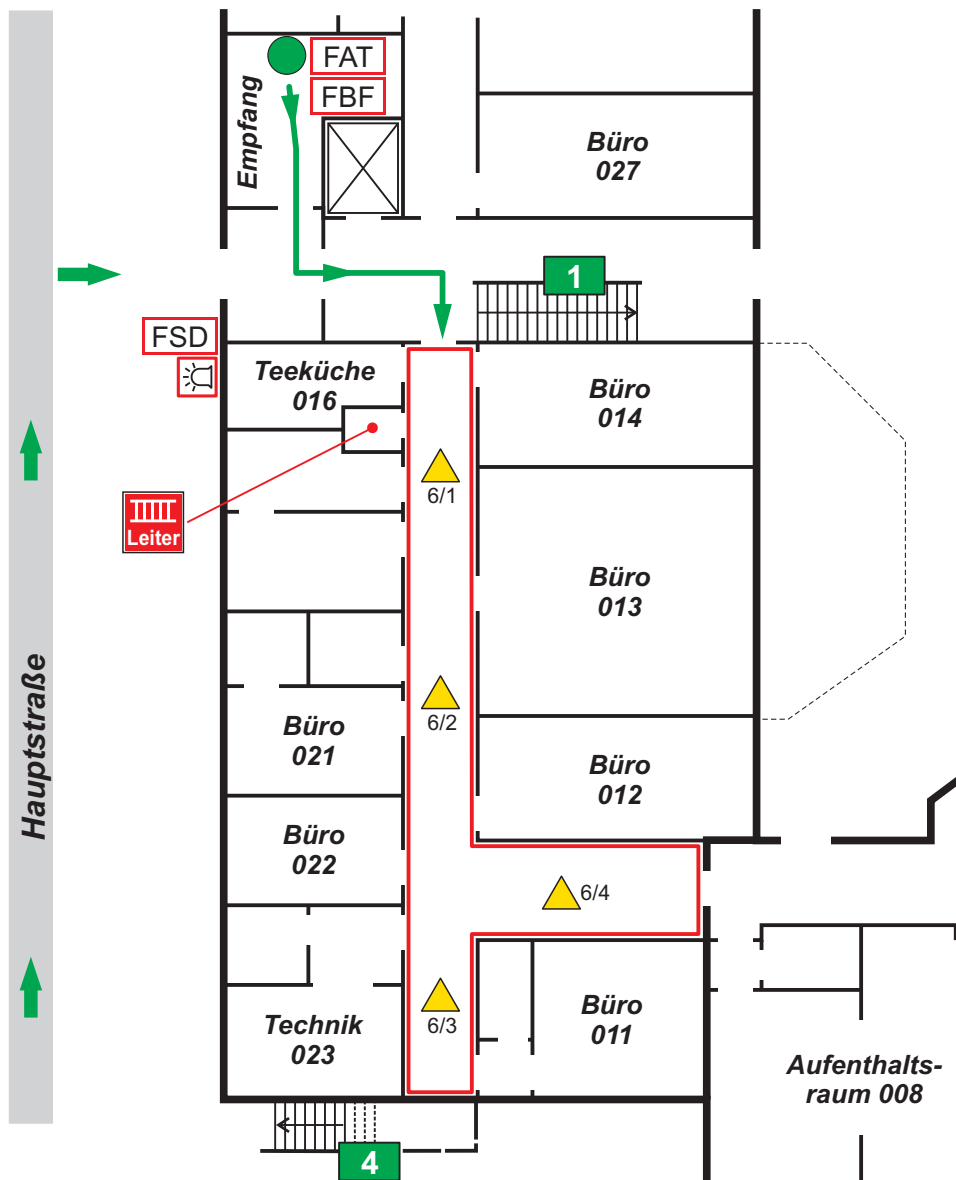 FAT
FBF
Empfang
Büro
027
1
FSD
Teeküche
016
Büro
014
6/1
Leiter
Büro
013
Hauptstraße
6/2
Büro
021
Büro
012
Büro
022
6/4
6/3
Technik
023
Büro
011
Aufenthalts-
raum 008
4